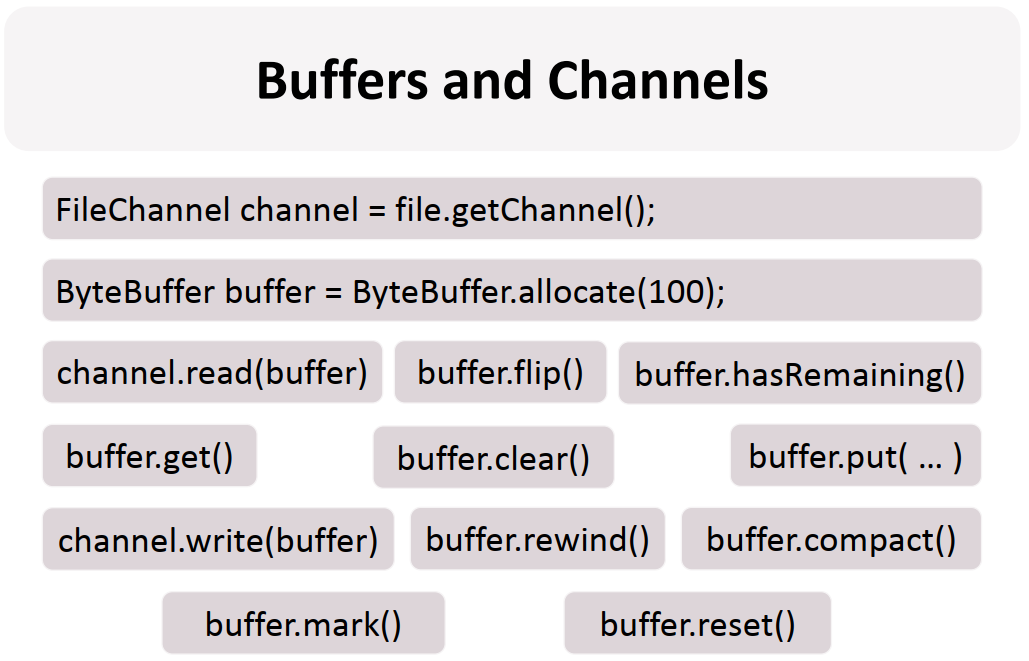 Buffers and Channels
FileChannel channel = file.getChannel();
ByteBuffer buffer = ByteBuffer.allocate(100);
channel.read(buffer) buffer.flip() buffer.hasRemaining()
buffer.get() buffer.clear() buffer.put( ... )
channel.write(buffer) buffer.rewind() buffer.compact()
buffer.mark() buffer.reset()